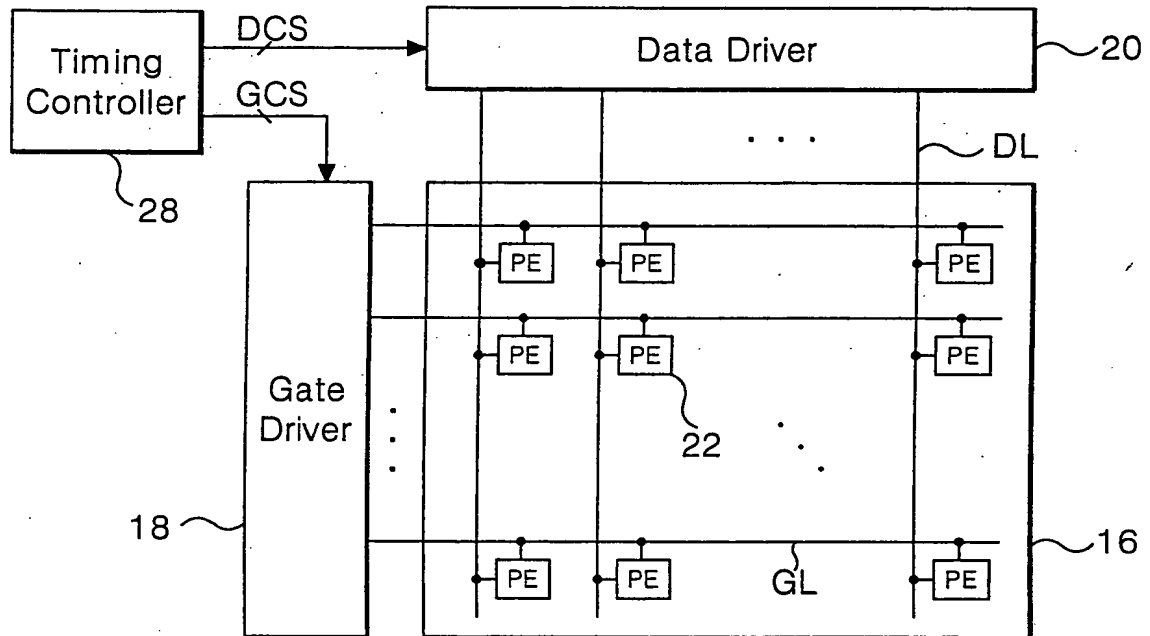 DCS
Timing
Controller
GCS
28
Data Driver
20
DL
PE PE PE
PE PE PE
22
Gate
Driver
18
16
GL
PE PE PE